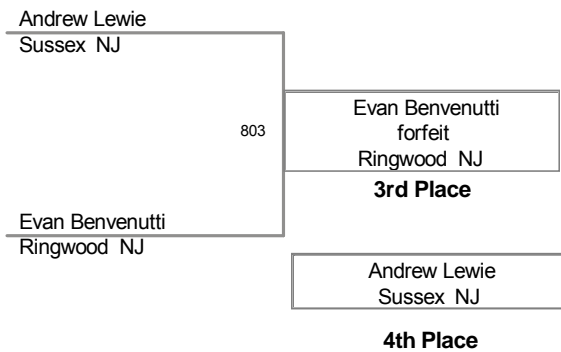 Andrew Lewie
Sussex NJ
803
Evan Benvenutti
forfeit
Ringwood NJ
3rd Place
Evan Benvenutti
Ringwood NJ
Andrew Lewie
Sussex NJ
4th Place